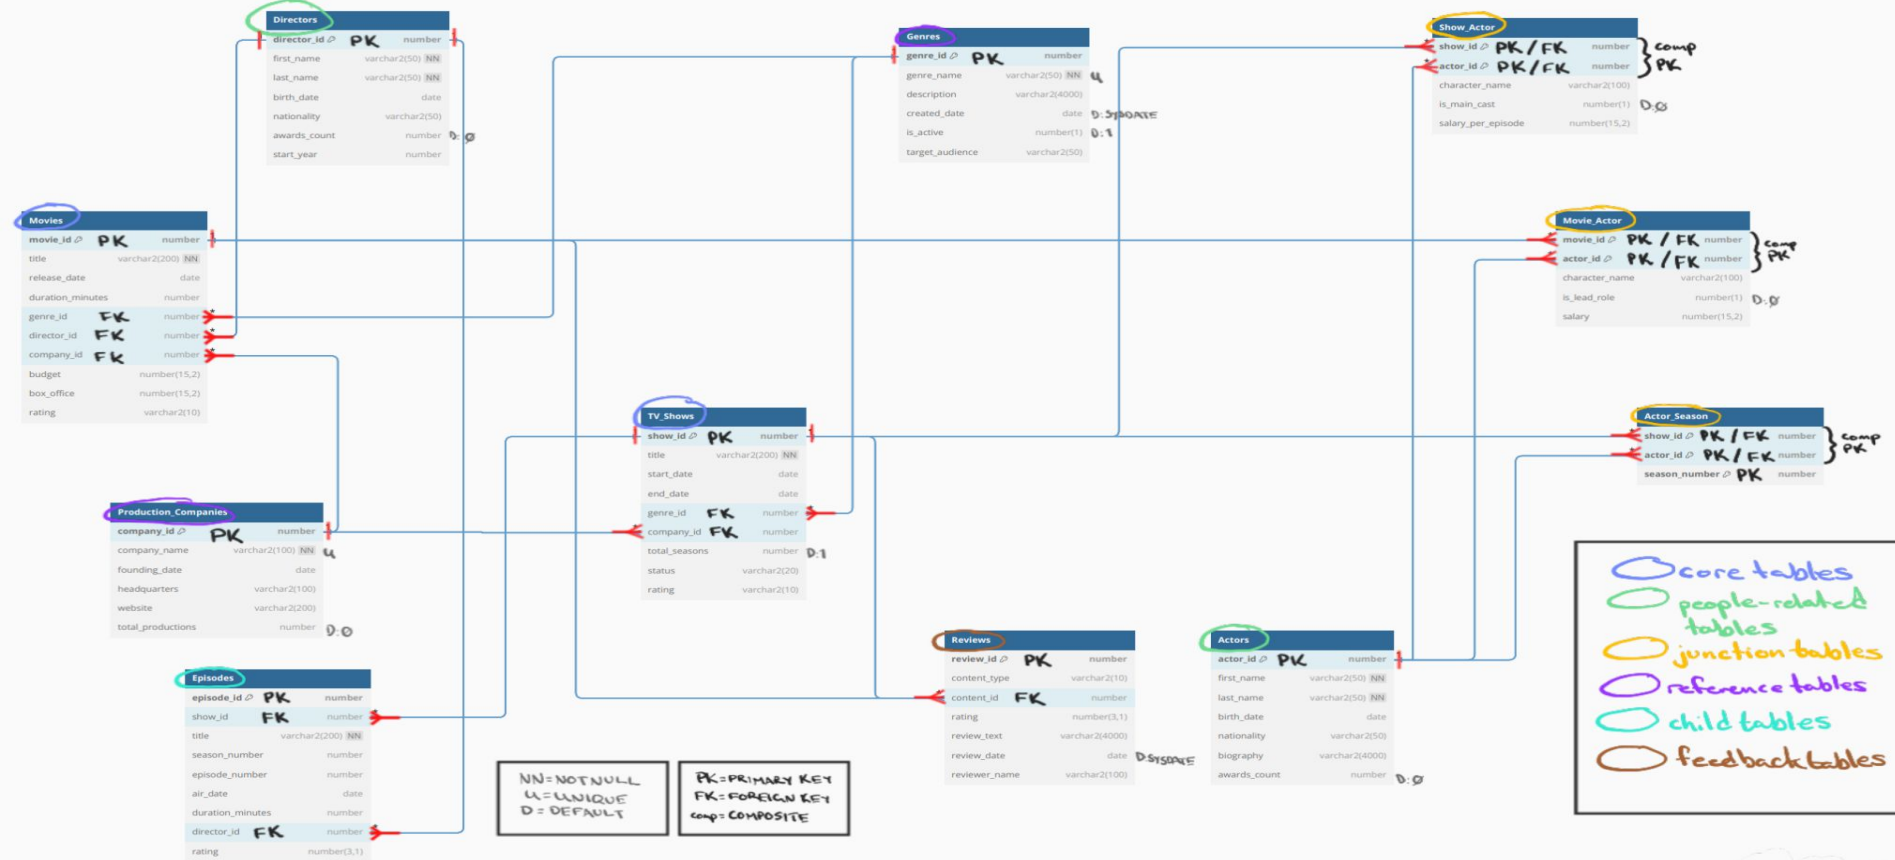 Directors
director_id PK number
first_name varchar2(50) NN
last_name varchar2(50) NN
birth_date date
nationality varchar2(50)
awards_count number D: 0
start_year number
Genres
genre_id PK number
genre_name varchar2(50) NN U
description varchar2(4000)
created_date date D: SYSDATE
is_active number(1) D: 1
target_audience varchar2(50)
Show_Actor
show_id PK / FK number
actor_id PK / FK number
comp
PK
character_name varchar2(100)
is_main_cast number(1) D: 0
salary_per_episode number(15,2)
Movies
movie_id PK number
title varchar2(200) NN
release_date date
duration_minutes number
genre_id FK number
director_id FK number
company_id FK number
budget number(15,2)
box_office number(15,2)
rating varchar2(10)
Movie_Actor
movie_id PK / FK number
actor_id PK / FK number
comp
PK
character_name varchar2(100)
is_lead_role number(1) D: 0
salary number(15,2)
TV_Shows
show_id PK number
title varchar2(200) NN
start_date date
end_date date
genre_id FK number
company_id FK number
total_seasons number D: 1
status varchar2(20)
rating varchar2(10)
Actor_Season
show_id PK / FK number
actor_id PK / FK number
comp
PK
season_number PK number
Production_Companies
company_id PK number
company_name varchar2(100) NN U
founding_date date
headquarters varchar2(100)
website varchar2(200)
total_productions number D: 0
Episodes
episode_id PK number
show_id FK number
title varchar2(200) NN
season_number number
episode_number number
air_date date
duration_minutes number
director_id FK number
rating number(3,1)
Reviews
review_id PK number
content_type varchar2(10)
content_id FK number
rating number(3,1)
review_text varchar2(4000)
review_date date D: SYSDATE
reviewer_name varchar2(100)
Actors
actor_id PK number
first_name varchar2(50) NN
last_name varchar2(50) NN
birth_date date
nationality varchar2(50)
biography varchar2(4000)
awards_count number D: 0
NN = NOT NULL
U = UNIQUE
D = DEFAULT
PK = PRIMARY KEY
FK = FOREIGN KEY
comp = COMPOSITE
core tables
people-related
tables
junction tables
reference tables
child tables
feedback tables